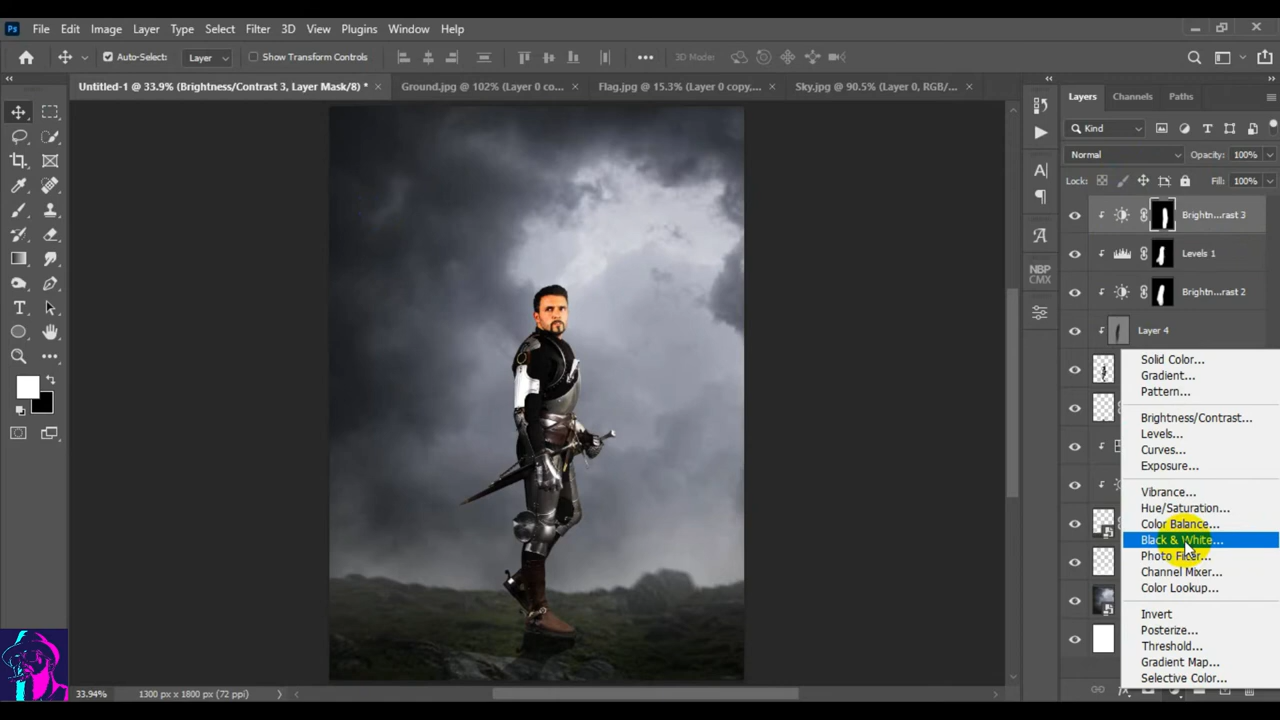 Ps File Edit Image Layer Type Select Filter 3D View Plugins Window Help
Auto-Select: Layer Show Transform Controls 3D Mode:
Untitled-1 @ 33.9% (Brightness/Contrast 3, Layer Mask/8) * Ground.jpg @ 102% (Layer 0 co... Flag.jpg @ 15.3% (Layer 0 copy,... Sky.jpg @ 90.5% (Layer 0, RGB/...
Layers Channels Paths
Kind
Normal Opacity: 100%
Lock: Fill: 100%
Brightn...rast 3
Levels 1
NBP
CMX
Brightn...rast 2
Layer 4
Solid Color...
Gradient...
Pattern...
Brightness/Contrast...
Levels...
Curves...
Exposure...
Vibrance...
Hue/Saturation...
Color Balance...
Black & White...
Photo Filter...
Channel Mixer...
Color Lookup...
Invert
Posterize...
Threshold...
Gradient Map...
Selective Color...
33.94% 1300 px x 1800 px (72 ppi)